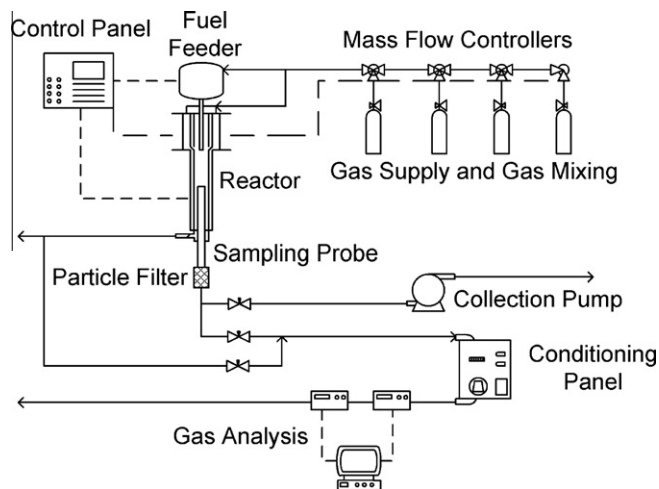 Control Panel
Fuel
Feeder
Mass Flow Controllers
Gas Supply and Gas Mixing
Reactor
Sampling Probe
Particle Filter
Collection Pump
Conditioning
Panel
Gas Analysis